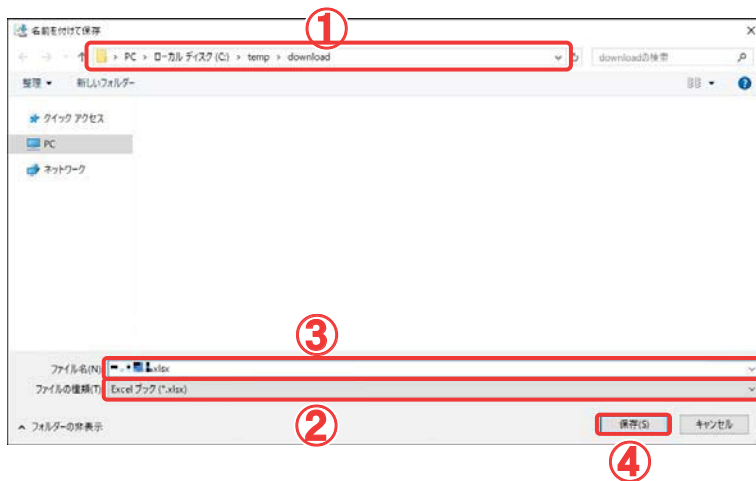 ①
名前を付けて保存
PC > ローカル ディスク (C:) > temp > download
downloadの検索
整理 新しいフォルダー
クイック アクセス
PC
ネットワーク
③
ファイル名(N): .xlsx
ファイルの種類(T): Excel ブック (*.xlsx)
②
フォルダーの非表示
保存(S) キャンセル
④